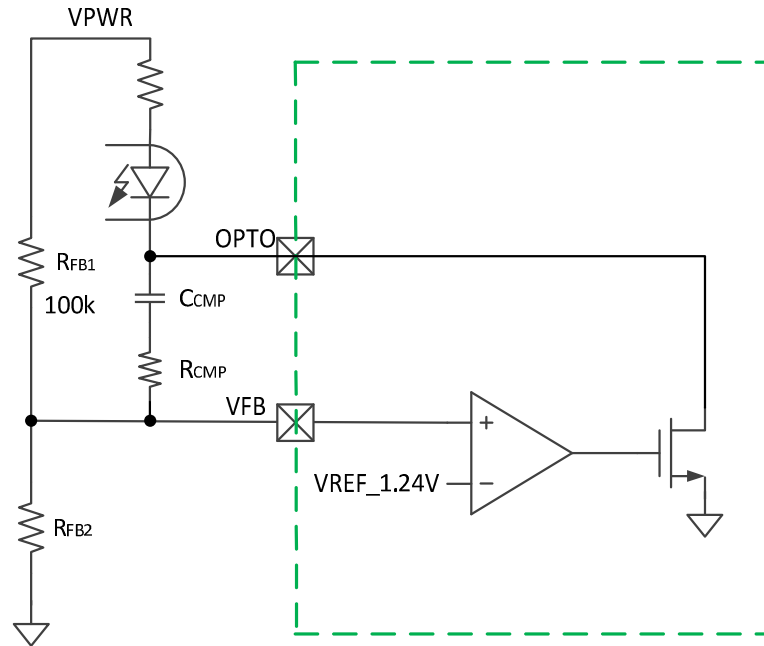 VPWR
OPTO
RFB1
100k
CCMP
RCMP
VFB
+
VREF_1.24V
−
RFB2